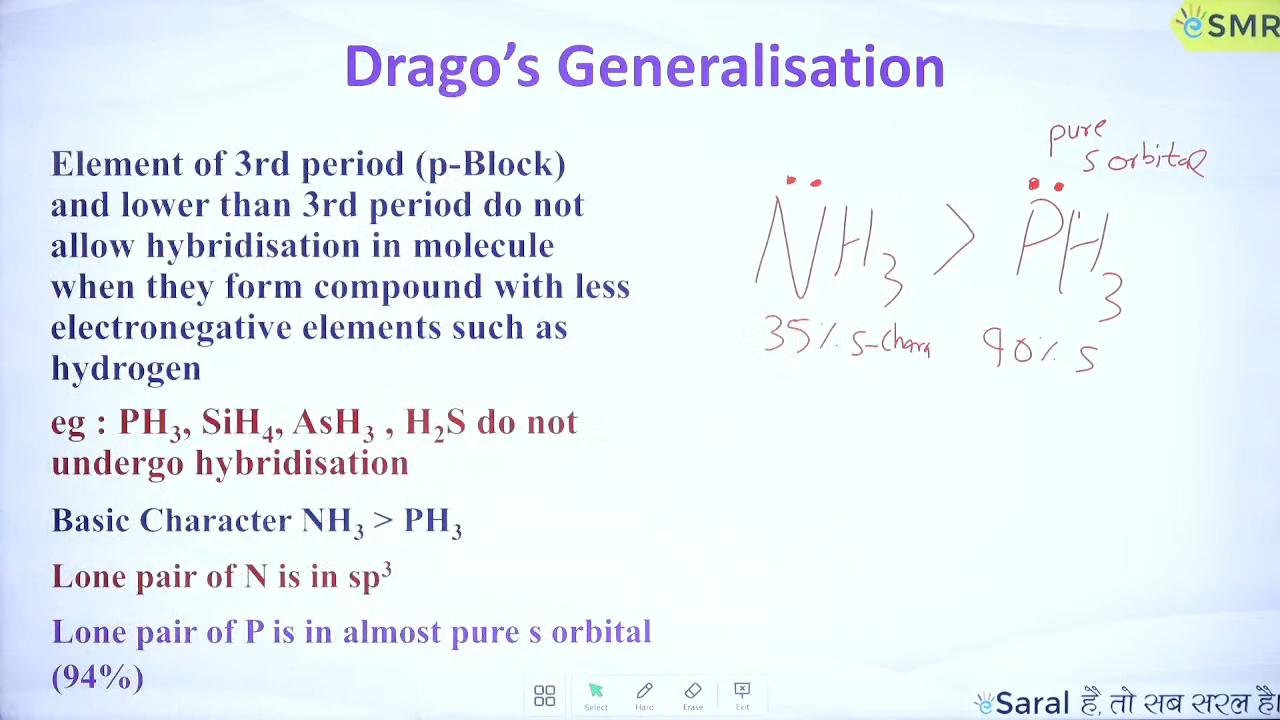 eSMR
Drago's Generalisation
Element of 3rd period (p-Block)
and lower than 3rd period do not
allow hybridisation in molecule
when they form compound with less
electronegative elements such as
hydrogen
eg : PH₃, SiH₄, AsH₃ , H₂S do not
undergo hybridisation
Basic Character NH₃ > PH₃
Lone pair of N is in sp³
Lone pair of P is in almost pure s orbital
(94%)
pure
s orbital
NH₃ > PH₃
35% s-chara 90% s
Select Hard Erase Exit
eSaral है, तो सब सरल है।